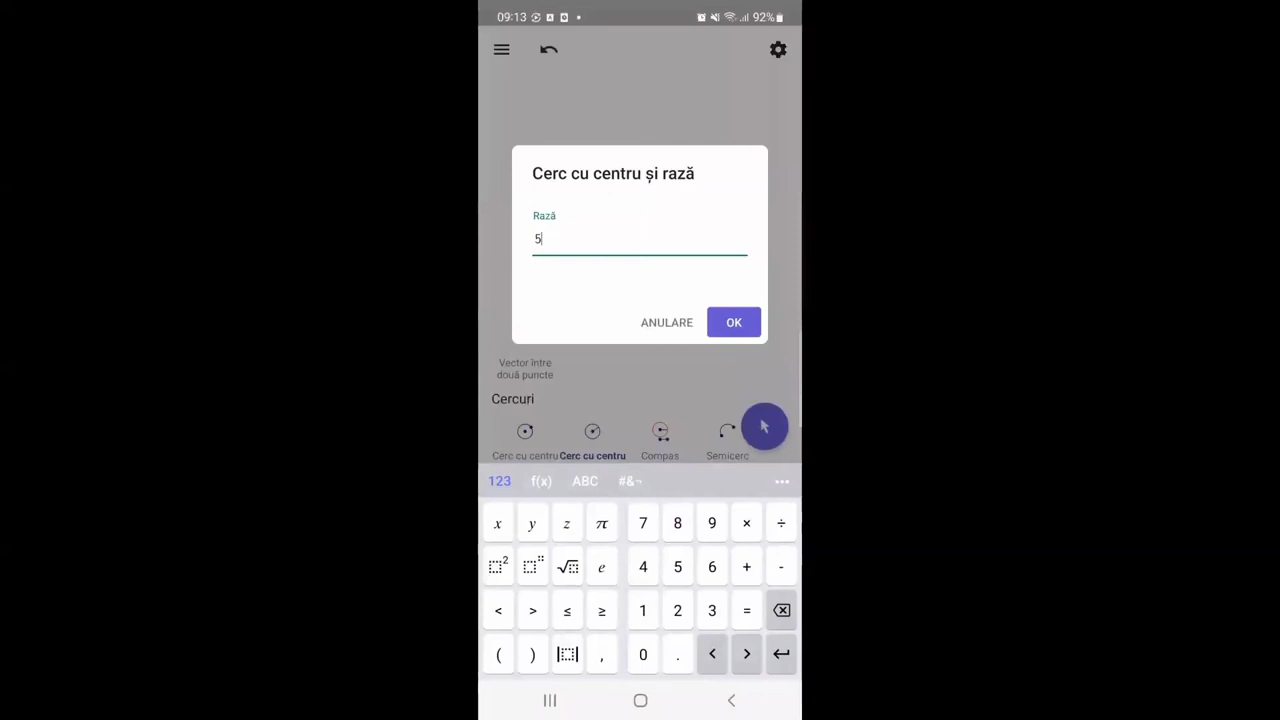 09:13 92%
Cerc cu centru și rază
Rază
5
ANULARE OK
Vector între
două puncte
Cercuri
Cerc cu centru Cerc cu centru Compas Semicerc
123 f(x) ABC #&¬
x y z π 7 8 9 × ÷
2 √ e 4 5 6 + -
< > ≤ ≥ 1 2 3 =
( ) | | , 0 . < >